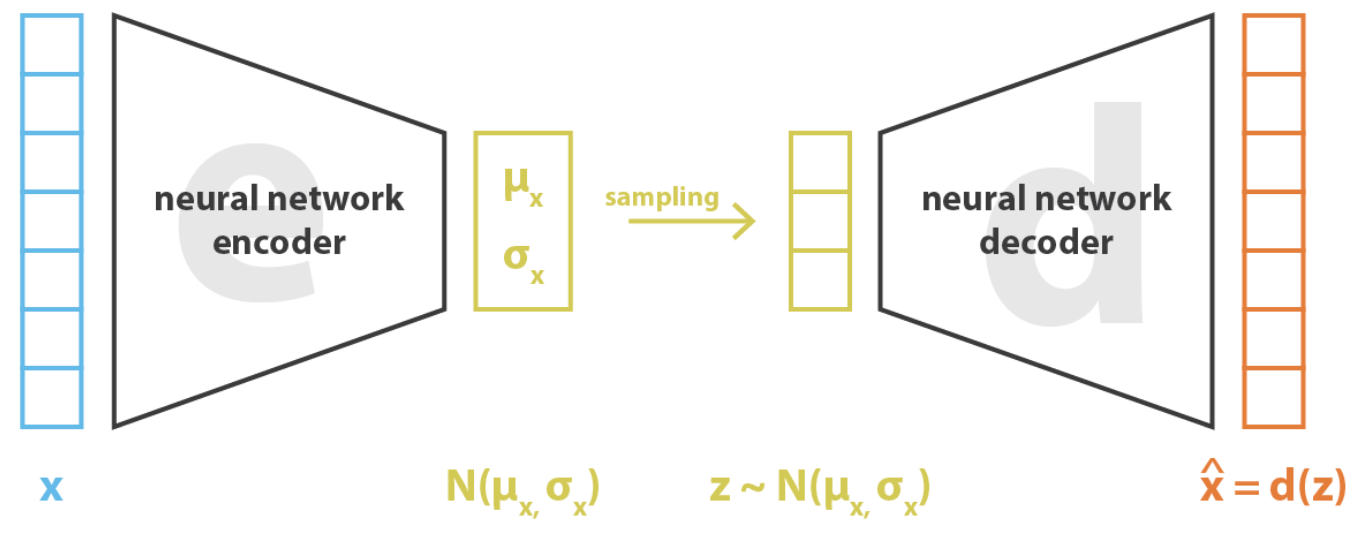 e
neural network
encoder
μx
σx
sampling
d
neural network
decoder
x
N(μx, σx)
z ~ N(μx, σx)
x̂ = d(z)